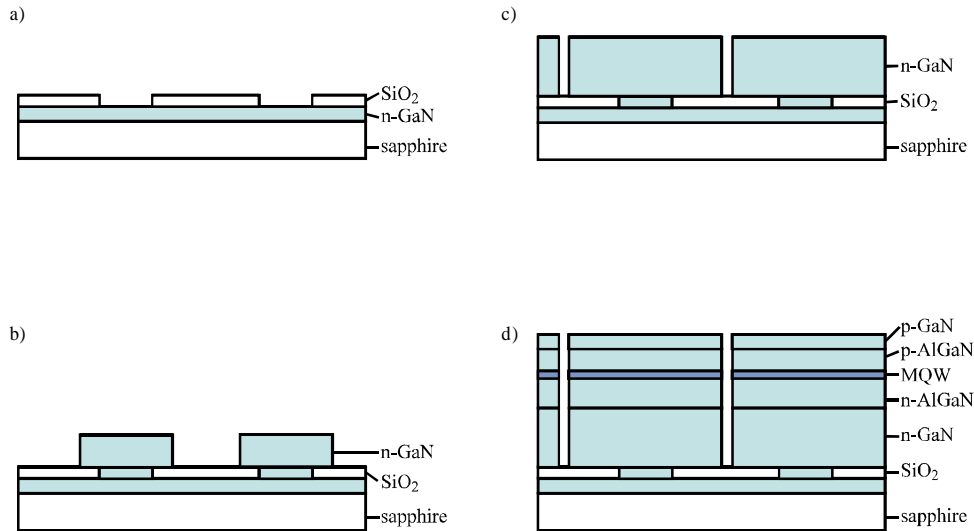 a)
SiO2
n-GaN
sapphire
c)
n-GaN
SiO2
sapphire
b)
n-GaN
SiO2
sapphire
d)
p-GaN
p-AlGaN
MQW
n-AlGaN
n-GaN
SiO2
sapphire